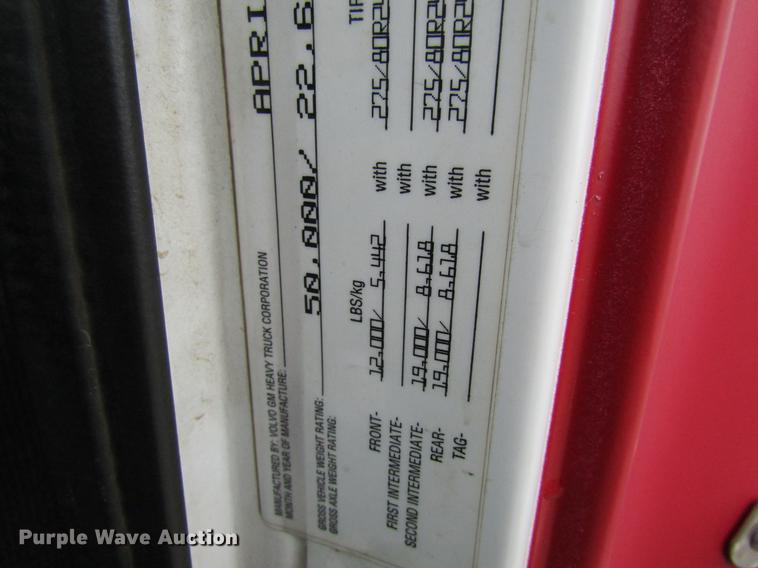 MANUFACTURED BY: VOLVO GM HEAVY TRUCK CORPORATION
MONTH AND YEAR OF MANUFACTURE: APRI
GROSS VEHICLE WEIGHT RATING: 50,000/ 22,6
GROSS AXLE WEIGHT RATING:
LBS/kg TIR
FRONT- 12,000/ 5,442 with 275/80R24
FIRST INTERMEDIATE- with
SECOND INTERMEDIATE- 19,000/ 8,618 with 275/80R24
REAR- 19,000/ 8,618 with 275/80R24
TAG- with
Purple Wave Auction